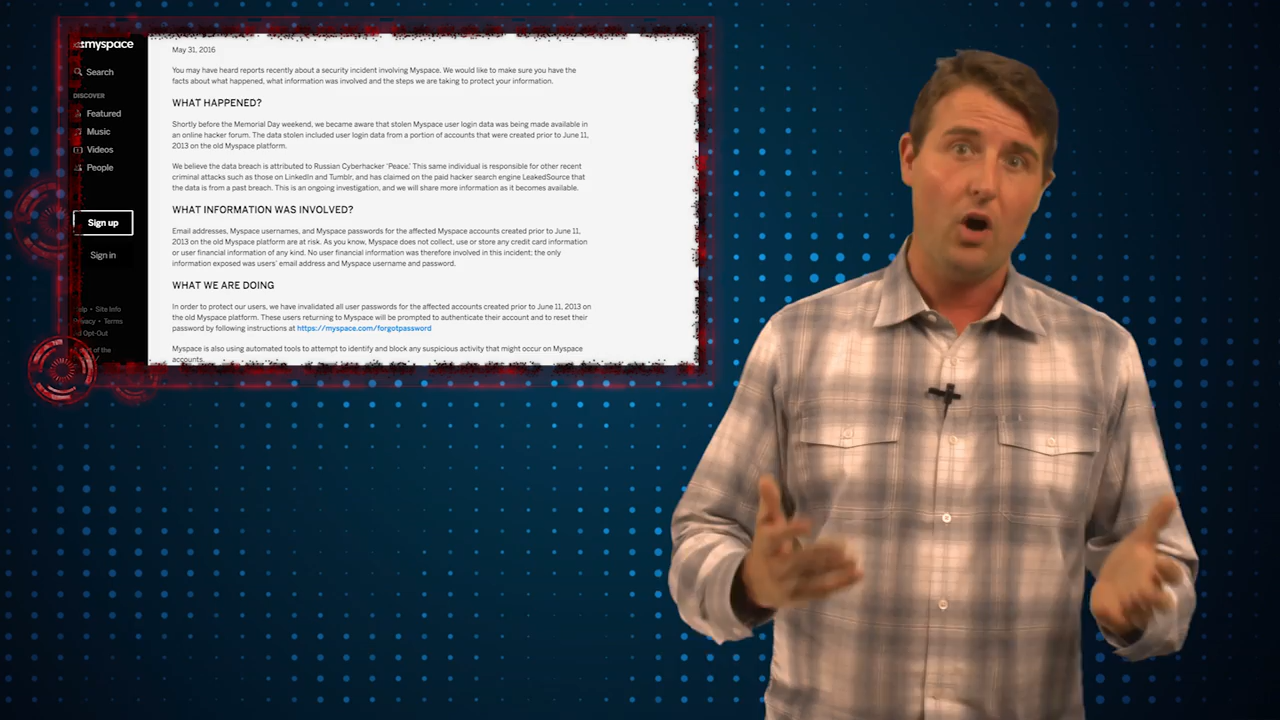 :::myspace
Search
DISCOVER
Featured
Music
Videos
People
Sign up
Sign in
Site Info
Terms
Opt-Out
of the
May 31, 2016
You may have heard reports recently about a security incident involving Myspace. We would like to make sure you have the
facts about what happened, what information was involved and the steps we are taking to protect your information.
WHAT HAPPENED?
Shortly before the Memorial Day weekend, we became aware that stolen Myspace user login data was being made available in
an online hacker forum. The data stolen included user login data from a portion of accounts that were created prior to June 11,
2013 on the old Myspace platform.
We believe the data breach is attributed to Russian Cyberhacker 'Peace.' This same individual is responsible for other recent
criminal attacks such as those on LinkedIn and Tumblr, and has claimed on the paid hacker search engine LeakedSource that
the data is from a past breach. This is an ongoing investigation, and we will share more information as it becomes available.
WHAT INFORMATION WAS INVOLVED?
Email addresses, Myspace usernames, and Myspace passwords for the affected Myspace accounts created prior to June 11,
2013 on the old Myspace platform are at risk. As you know, Myspace does not collect, use or store any credit card information
or user financial information of any kind. No user financial information was therefore involved in this incident; the only
information exposed was users' email address and Myspace username and password.
WHAT WE ARE DOING
In order to protect our users, we have invalidated all user passwords for the affected accounts created prior to June 11, 2013 on
the old Myspace platform. These users returning to Myspace will be prompted to authenticate their account and to reset their
password by following instructions at https://myspace.com/forgotpassword
Myspace is also using automated tools to attempt to identify and block any suspicious activity that might occur on Myspace
accounts.